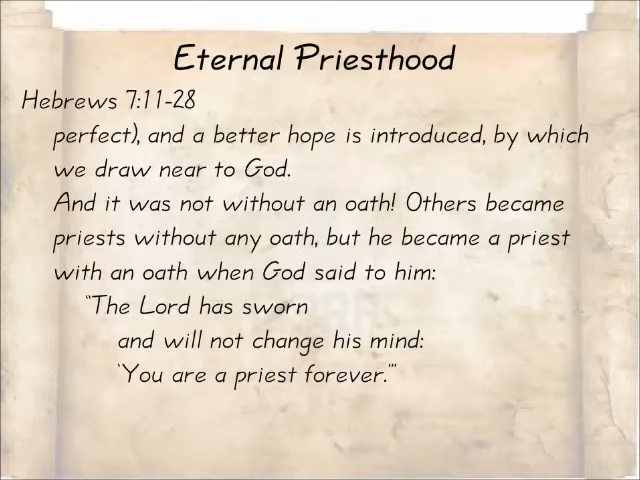 Eternal Priesthood
Hebrews 7:11-28
perfect), and a better hope is introduced, by which
we draw near to God.
And it was not without an oath! Others became
priests without any oath, but he became a priest
with an oath when God said to him:
“The Lord has sworn
and will not change his mind:
‘You are a priest forever.’”